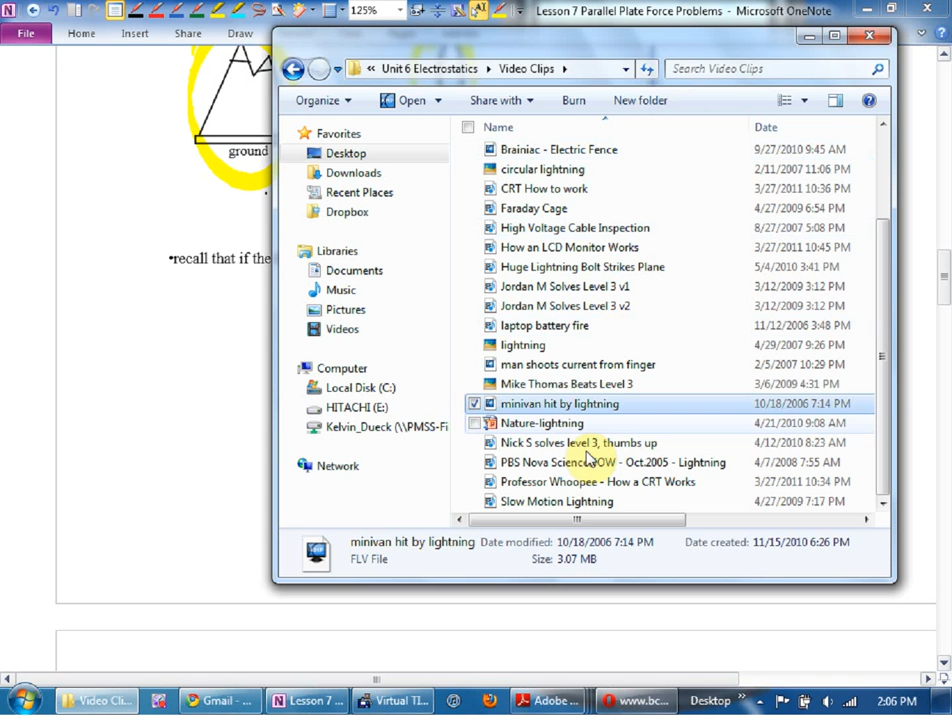 125%
Lesson 7 Parallel Plate Force Problems - Microsoft OneNote
File Home Insert Share Draw
ground
•recall that if the
« Unit 6 Electrostatics ▸ Video Clips ▸
Search Video Clips
Organize Open Share with Burn New folder
Favorites
Desktop
Downloads
Recent Places
Dropbox
Libraries
Documents
Music
Pictures
Videos
Computer
Local Disk (C:)
HITACHI (E:)
Kelvin_Dueck (\\PMSS-Fi
Network
Name Date
Brainiac - Electric Fence 9/27/2010 9:45 AM
circular lightning 2/11/2007 11:06 PM
CRT How to work 3/27/2011 10:36 PM
Faraday Cage 4/27/2009 6:54 PM
High Voltage Cable Inspection 8/27/2007 5:08 PM
How an LCD Monitor Works 3/27/2011 10:45 PM
Huge Lightning Bolt Strikes Plane 5/4/2010 3:41 PM
Jordan M Solves Level 3 v1 3/12/2009 3:12 PM
Jordan M Solves Level 3 v2 3/12/2009 3:12 PM
laptop battery fire 11/12/2006 3:48 PM
lightning 4/29/2007 9:26 PM
man shoots current from finger 2/5/2007 10:29 PM
Mike Thomas Beats Level 3 3/6/2009 4:31 PM
minivan hit by lightning 10/18/2006 7:14 PM
Nature-lightning 4/21/2010 9:08 AM
Nick S solves level 3, thumbs up 4/12/2010 8:23 AM
PBS Nova ScienceNOW - Oct.2005 - Lightning 4/7/2008 7:55 AM
Professor Whoopee - How a CRT Works 3/27/2011 10:34 PM
Slow Motion Lightning 4/27/2009 7:17 PM
minivan hit by lightning Date modified: 10/18/2006 7:14 PM Date created: 11/15/2010 6:26 PM
FLV File Size: 3.07 MB
Video Cli... Gmail - ... Lesson 7 ... Virtual TI... Adobe ... www.bc... Desktop » 2:06 PM